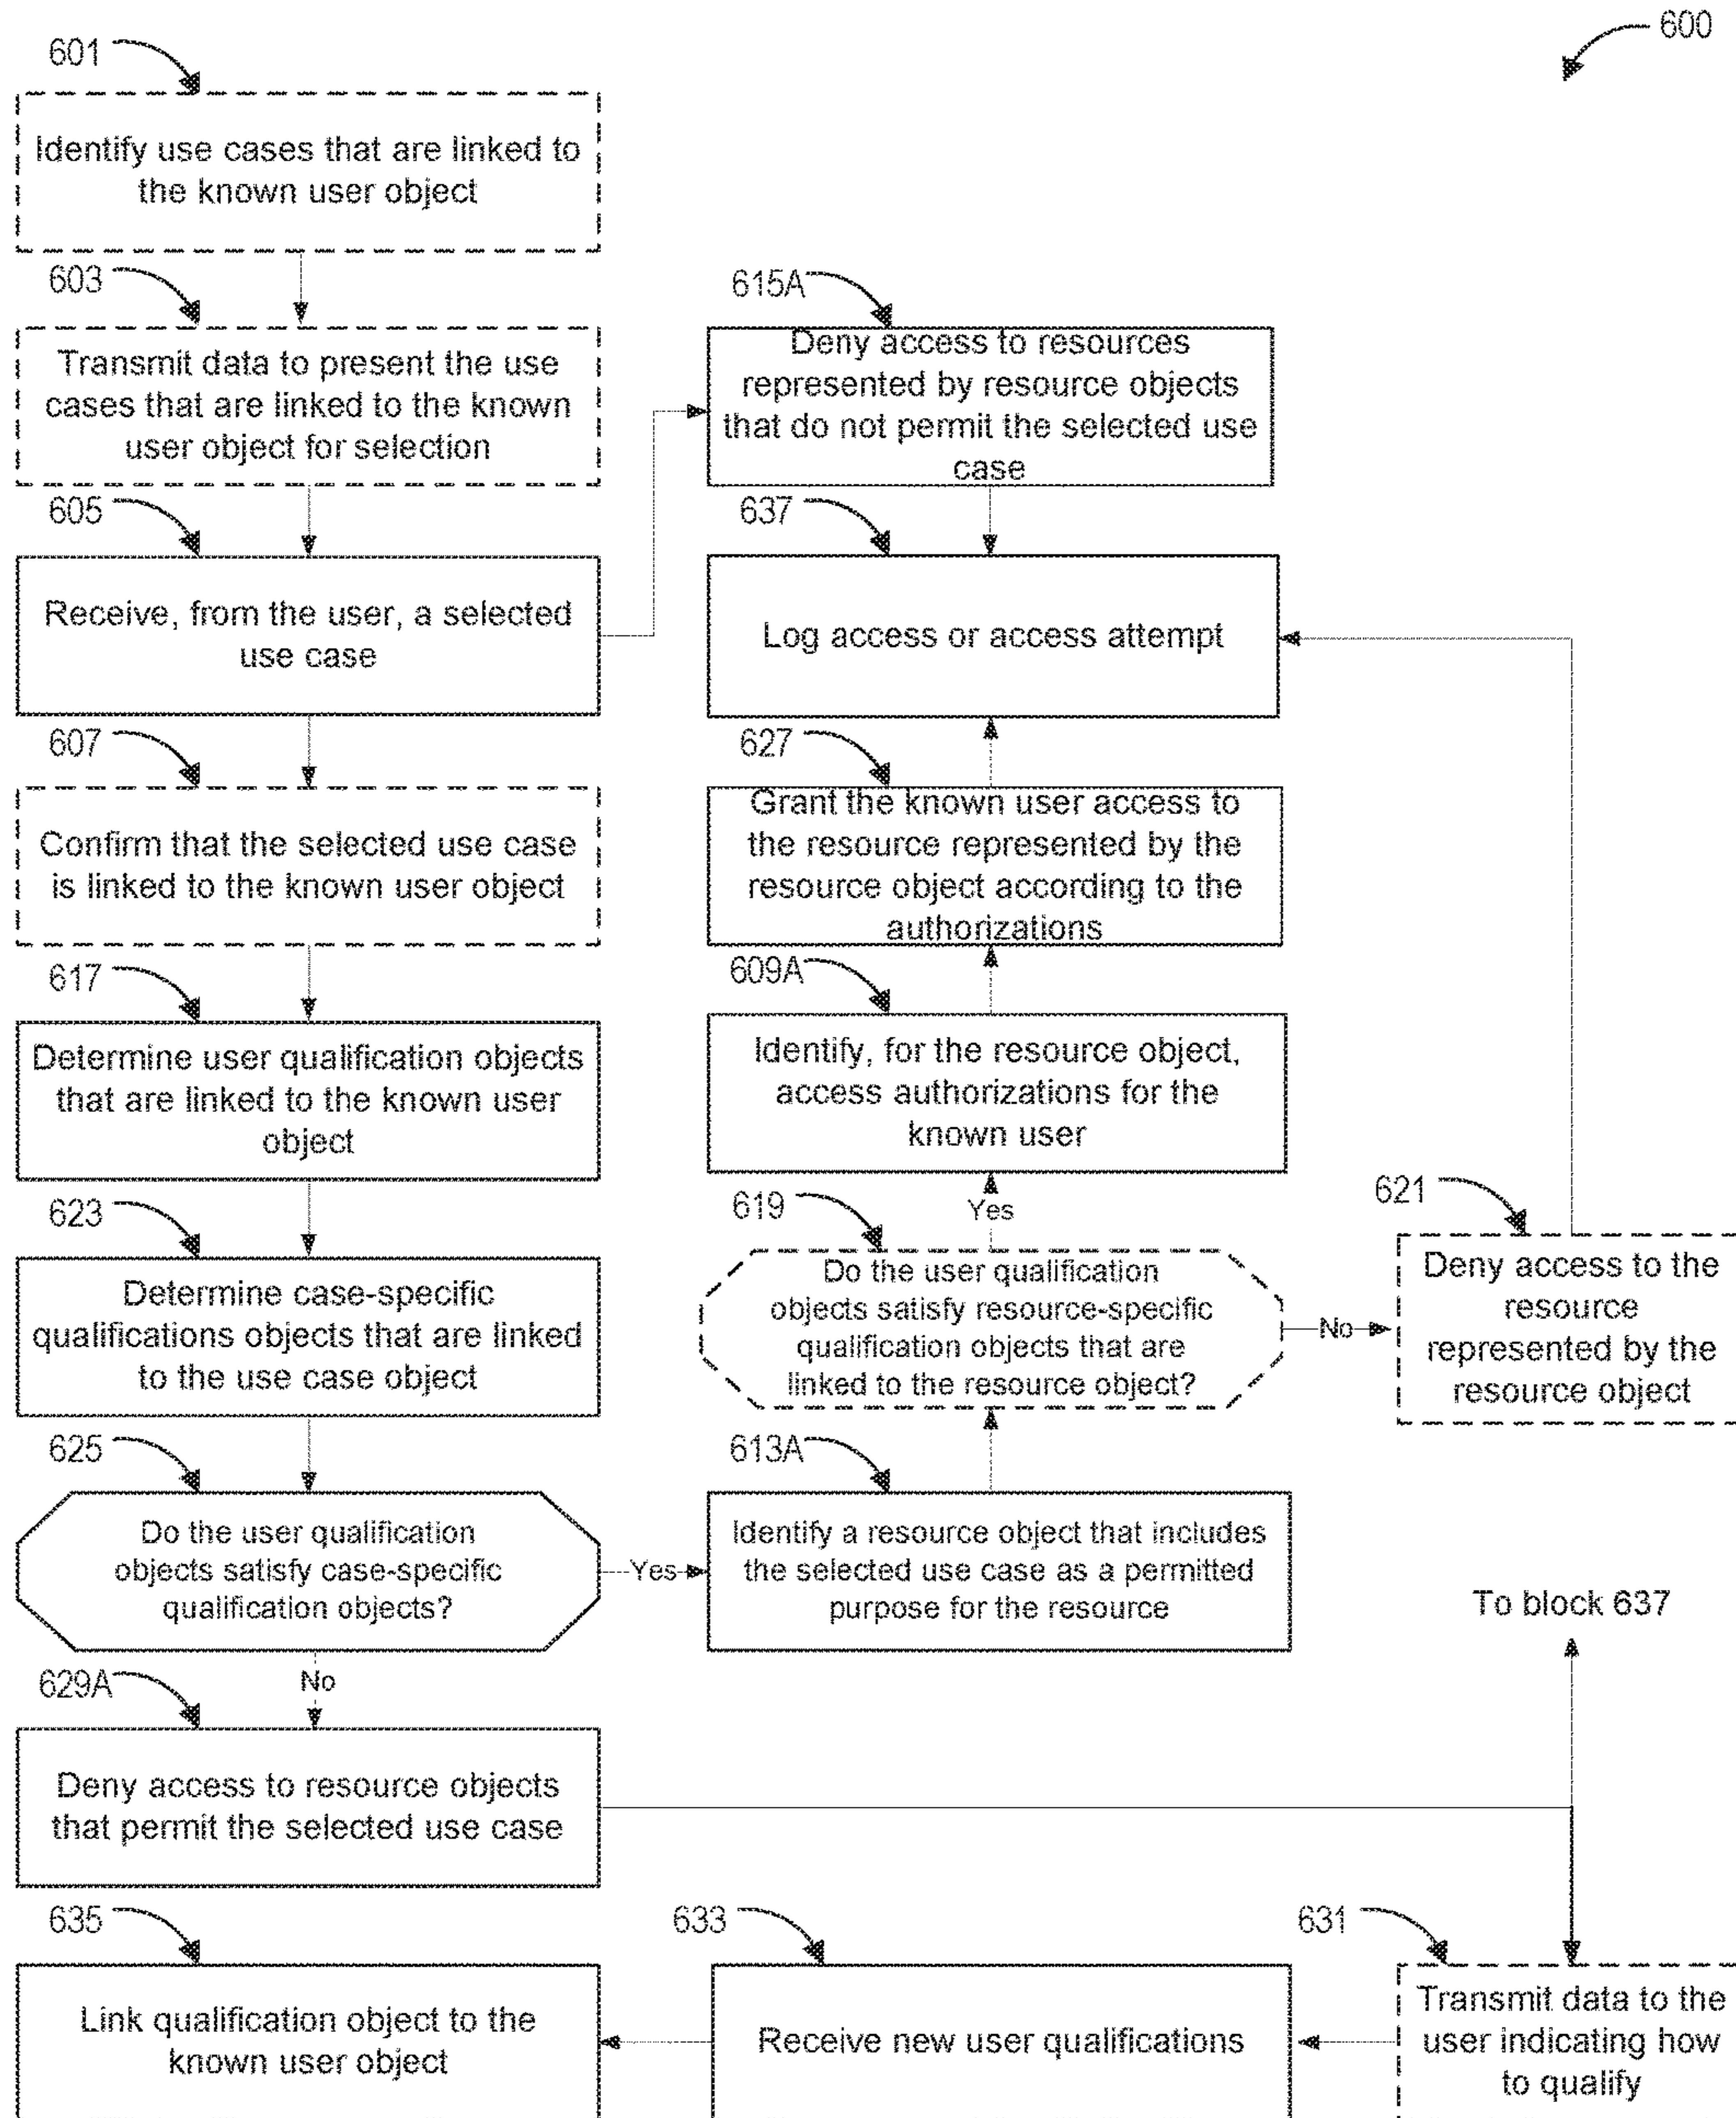 600
601
Identify use cases that are linked to
the known user object
603
Transmit data to present the use
cases that are linked to the known
user object for selection
605
Receive, from the user, a selected
use case
607
Confirm that the selected use case
is linked to the known user object
617
Determine user qualification objects
that are linked to the known user
object
623
Determine case-specific
qualifications objects that are linked
to the use case object
625
Do the user qualification
objects satisfy case-specific
qualification objects?
Yes
No
629A
Deny access to resource objects
that permit the selected use case
615A
Deny access to resources
represented by resource objects
that do not permit the selected use
case
637
Log access or access attempt
627
Grant the known user access to
the resource represented by the
resource object according to the
authorizations
609A
Identify, for the resource object,
access authorizations for the
known user
619
Yes
Do the user qualification
objects satisfy resource-specific
qualification objects that are
linked to the resource object?
No
613A
Identify a resource object that includes
the selected use case as a permitted
purpose for the resource
621
Deny access to the
resource
represented by the
resource object
To block 637
631
Transmit data to the
user indicating how
to qualify
633
Receive new user qualifications
635
Link qualification object to the
known user object